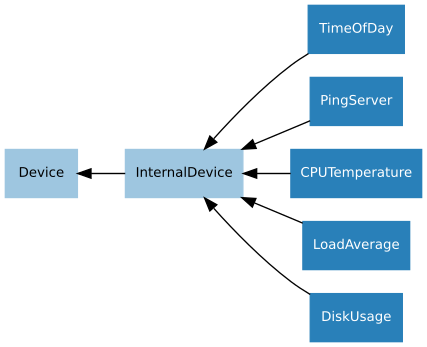 TimeOfDay
PingServer
Device
InternalDevice
CPUTemperature
LoadAverage
DiskUsage